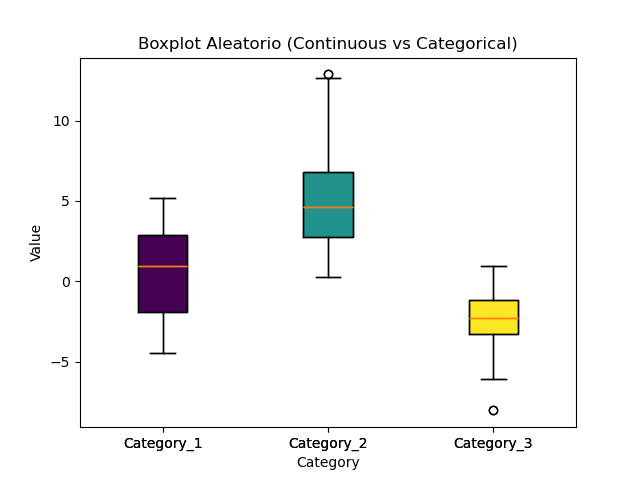 Boxplot Aleatorio (Continuous vs Categorical)
Value
10
5
0
−5
Category_1 Category_2 Category_3
Category